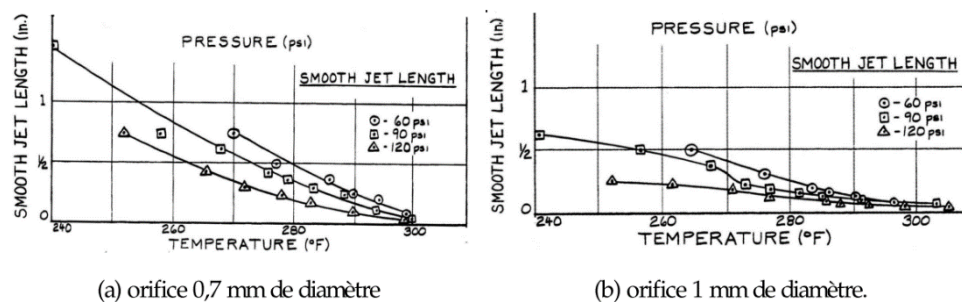 PRESSURE (psi)
SMOOTH JET LENGTH
⊙ - 60 psi
⊡ - 90 psi
△ - 120 psi
SMOOTH JET LENGTH (in.)
1
1/2
0
240
260
280
300
TEMPERATURE (°F)
(a) orifice 0,7 mm de diamètre
PRESSURE (psi)
SMOOTH JET LENGTH
⊙ - 60 psi
⊡ - 90 psi
△ - 120 psi
SMOOTH JET LENGTH (in.)
1
1/2
0
240
260
280
300
TEMPERATURE (°F)
(b) orifice 1 mm de diamètre.